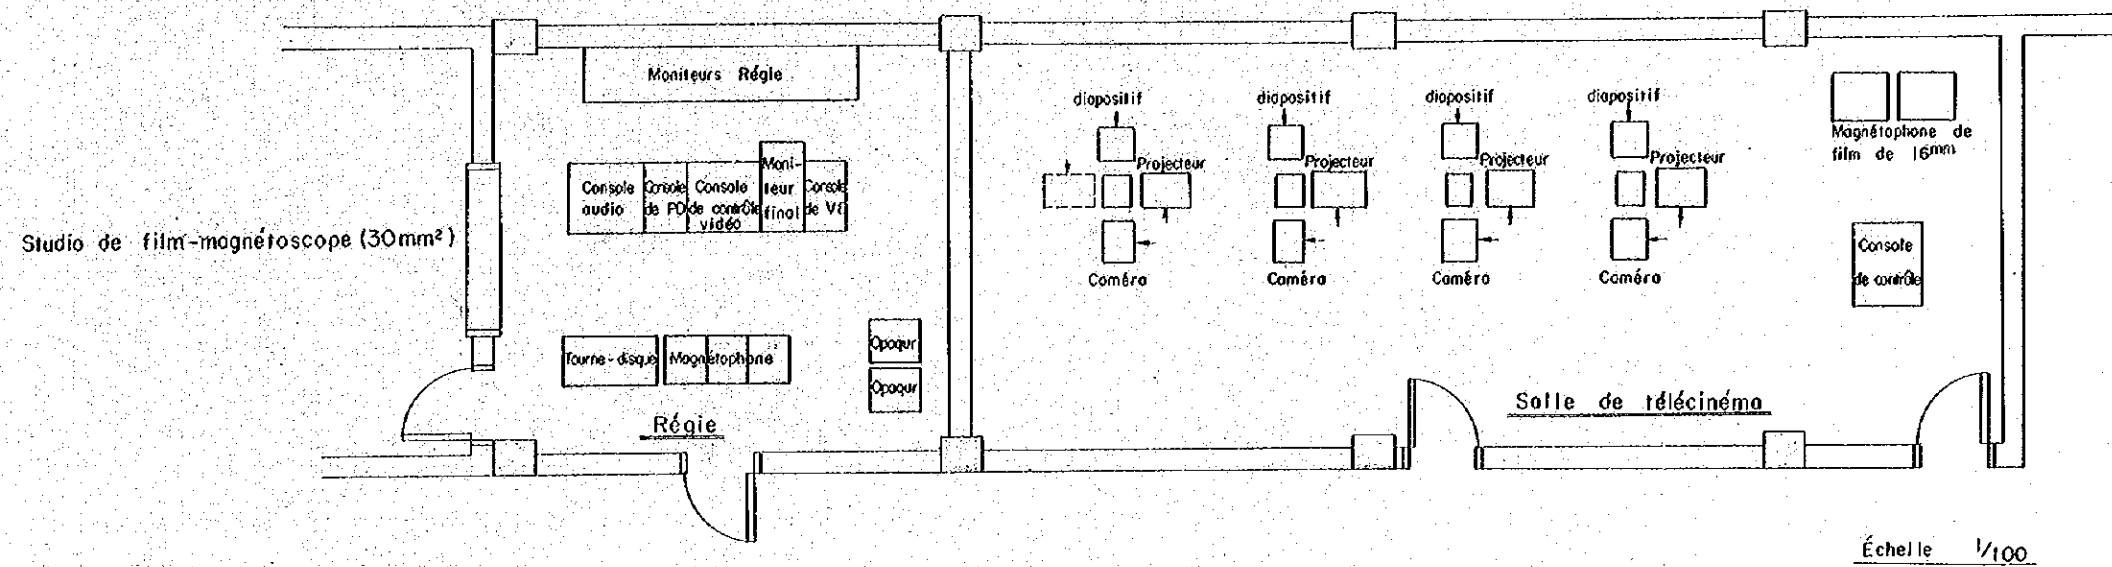 Moniteurs Régie
diapositif
diapositif
diapositif
diapositif
Magnétophone de
film de 16mm
Projecteur
Projecteur
Projecteur
Projecteur
Console
audio
Console
de PD
Console
de contrôle
vidéo
Moni-
teur
final
Console
de VE
Studio de film-magnétoscope (30mm²)
Console
de contrôle
Caméra
Caméra
Caméra
Caméra
Tourne-disque
Magnétophone
Opaqur
Opaqur
Régie
Salle de télécinéma
Échelle 1/100